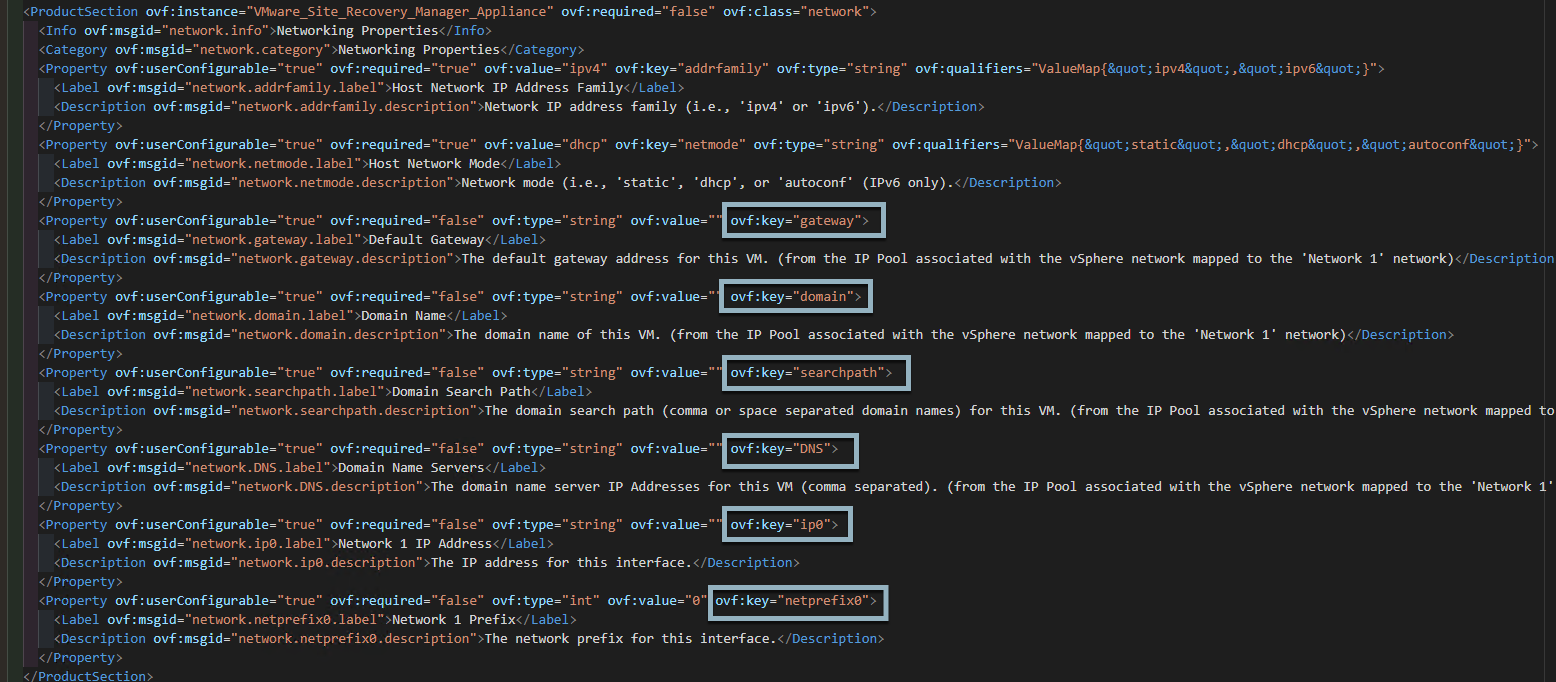 <ProductSection ovf:instance="VMware_Site_Recovery_Manager_Appliance" ovf:required="false" ovf:class="network">
<Info ovf:msgid="network.info">Networking Properties</Info>
<Category ovf:msgid="network.category">Networking Properties</Category>
<Property ovf:userConfigurable="true" ovf:required="true" ovf:value="ipv4" ovf:key="addrfamily" ovf:type="string" ovf:qualifiers="ValueMap{&quot;ipv4&quot;,&quot;ipv6&quot;}">
<Label ovf:msgid="network.addrfamily.label">Host Network IP Address Family</Label>
<Description ovf:msgid="network.addrfamily.description">Network IP address family (i.e., 'ipv4' or 'ipv6').</Description>
</Property>
<Property ovf:userConfigurable="true" ovf:required="true" ovf:value="dhcp" ovf:key="netmode" ovf:type="string" ovf:qualifiers="ValueMap{&quot;static&quot;,&quot;dhcp&quot;,&quot;autoconf&quot;}">
<Label ovf:msgid="network.netmode.label">Host Network Mode</Label>
<Description ovf:msgid="network.netmode.description">Network mode (i.e., 'static', 'dhcp', or 'autoconf' (IPv6 only).</Description>
</Property>
<Property ovf:userConfigurable="true" ovf:required="false" ovf:type="string" ovf:value="" ovf:key="gateway">
<Label ovf:msgid="network.gateway.label">Default Gateway</Label>
<Description ovf:msgid="network.gateway.description">The default gateway address for this VM. (from the IP Pool associated with the vSphere network mapped to the 'Network 1' network)</Description
</Property>
<Property ovf:userConfigurable="true" ovf:required="false" ovf:type="string" ovf:value="" ovf:key="domain">
<Label ovf:msgid="network.domain.label">Domain Name</Label>
<Description ovf:msgid="network.domain.description">The domain name of this VM. (from the IP Pool associated with the vSphere network mapped to the 'Network 1' network)</Description>
</Property>
<Property ovf:userConfigurable="true" ovf:required="false" ovf:type="string" ovf:value="" ovf:key="searchpath">
<Label ovf:msgid="network.searchpath.label">Domain Search Path</Label>
<Description ovf:msgid="network.searchpath.description">The domain search path (comma or space separated domain names) for this VM. (from the IP Pool associated with the vSphere network mapped to
</Property>
<Property ovf:userConfigurable="true" ovf:required="false" ovf:type="string" ovf:value="" ovf:key="DNS">
<Label ovf:msgid="network.DNS.label">Domain Name Servers</Label>
<Description ovf:msgid="network.DNS.description">The domain name server IP Addresses for this VM (comma separated). (from the IP Pool associated with the vSphere network mapped to the 'Network 1'
</Property>
<Property ovf:userConfigurable="true" ovf:required="false" ovf:type="string" ovf:value="" ovf:key="ip0">
<Label ovf:msgid="network.ip0.label">Network 1 IP Address</Label>
<Description ovf:msgid="network.ip0.description">The IP address for this interface.</Description>
</Property>
<Property ovf:userConfigurable="true" ovf:required="false" ovf:type="int" ovf:value="0" ovf:key="netprefix0">
<Label ovf:msgid="network.netprefix0.label">Network 1 Prefix</Label>
<Description ovf:msgid="network.netprefix0.description">The network prefix for this interface.</Description>
</Property>
</ProductSection>